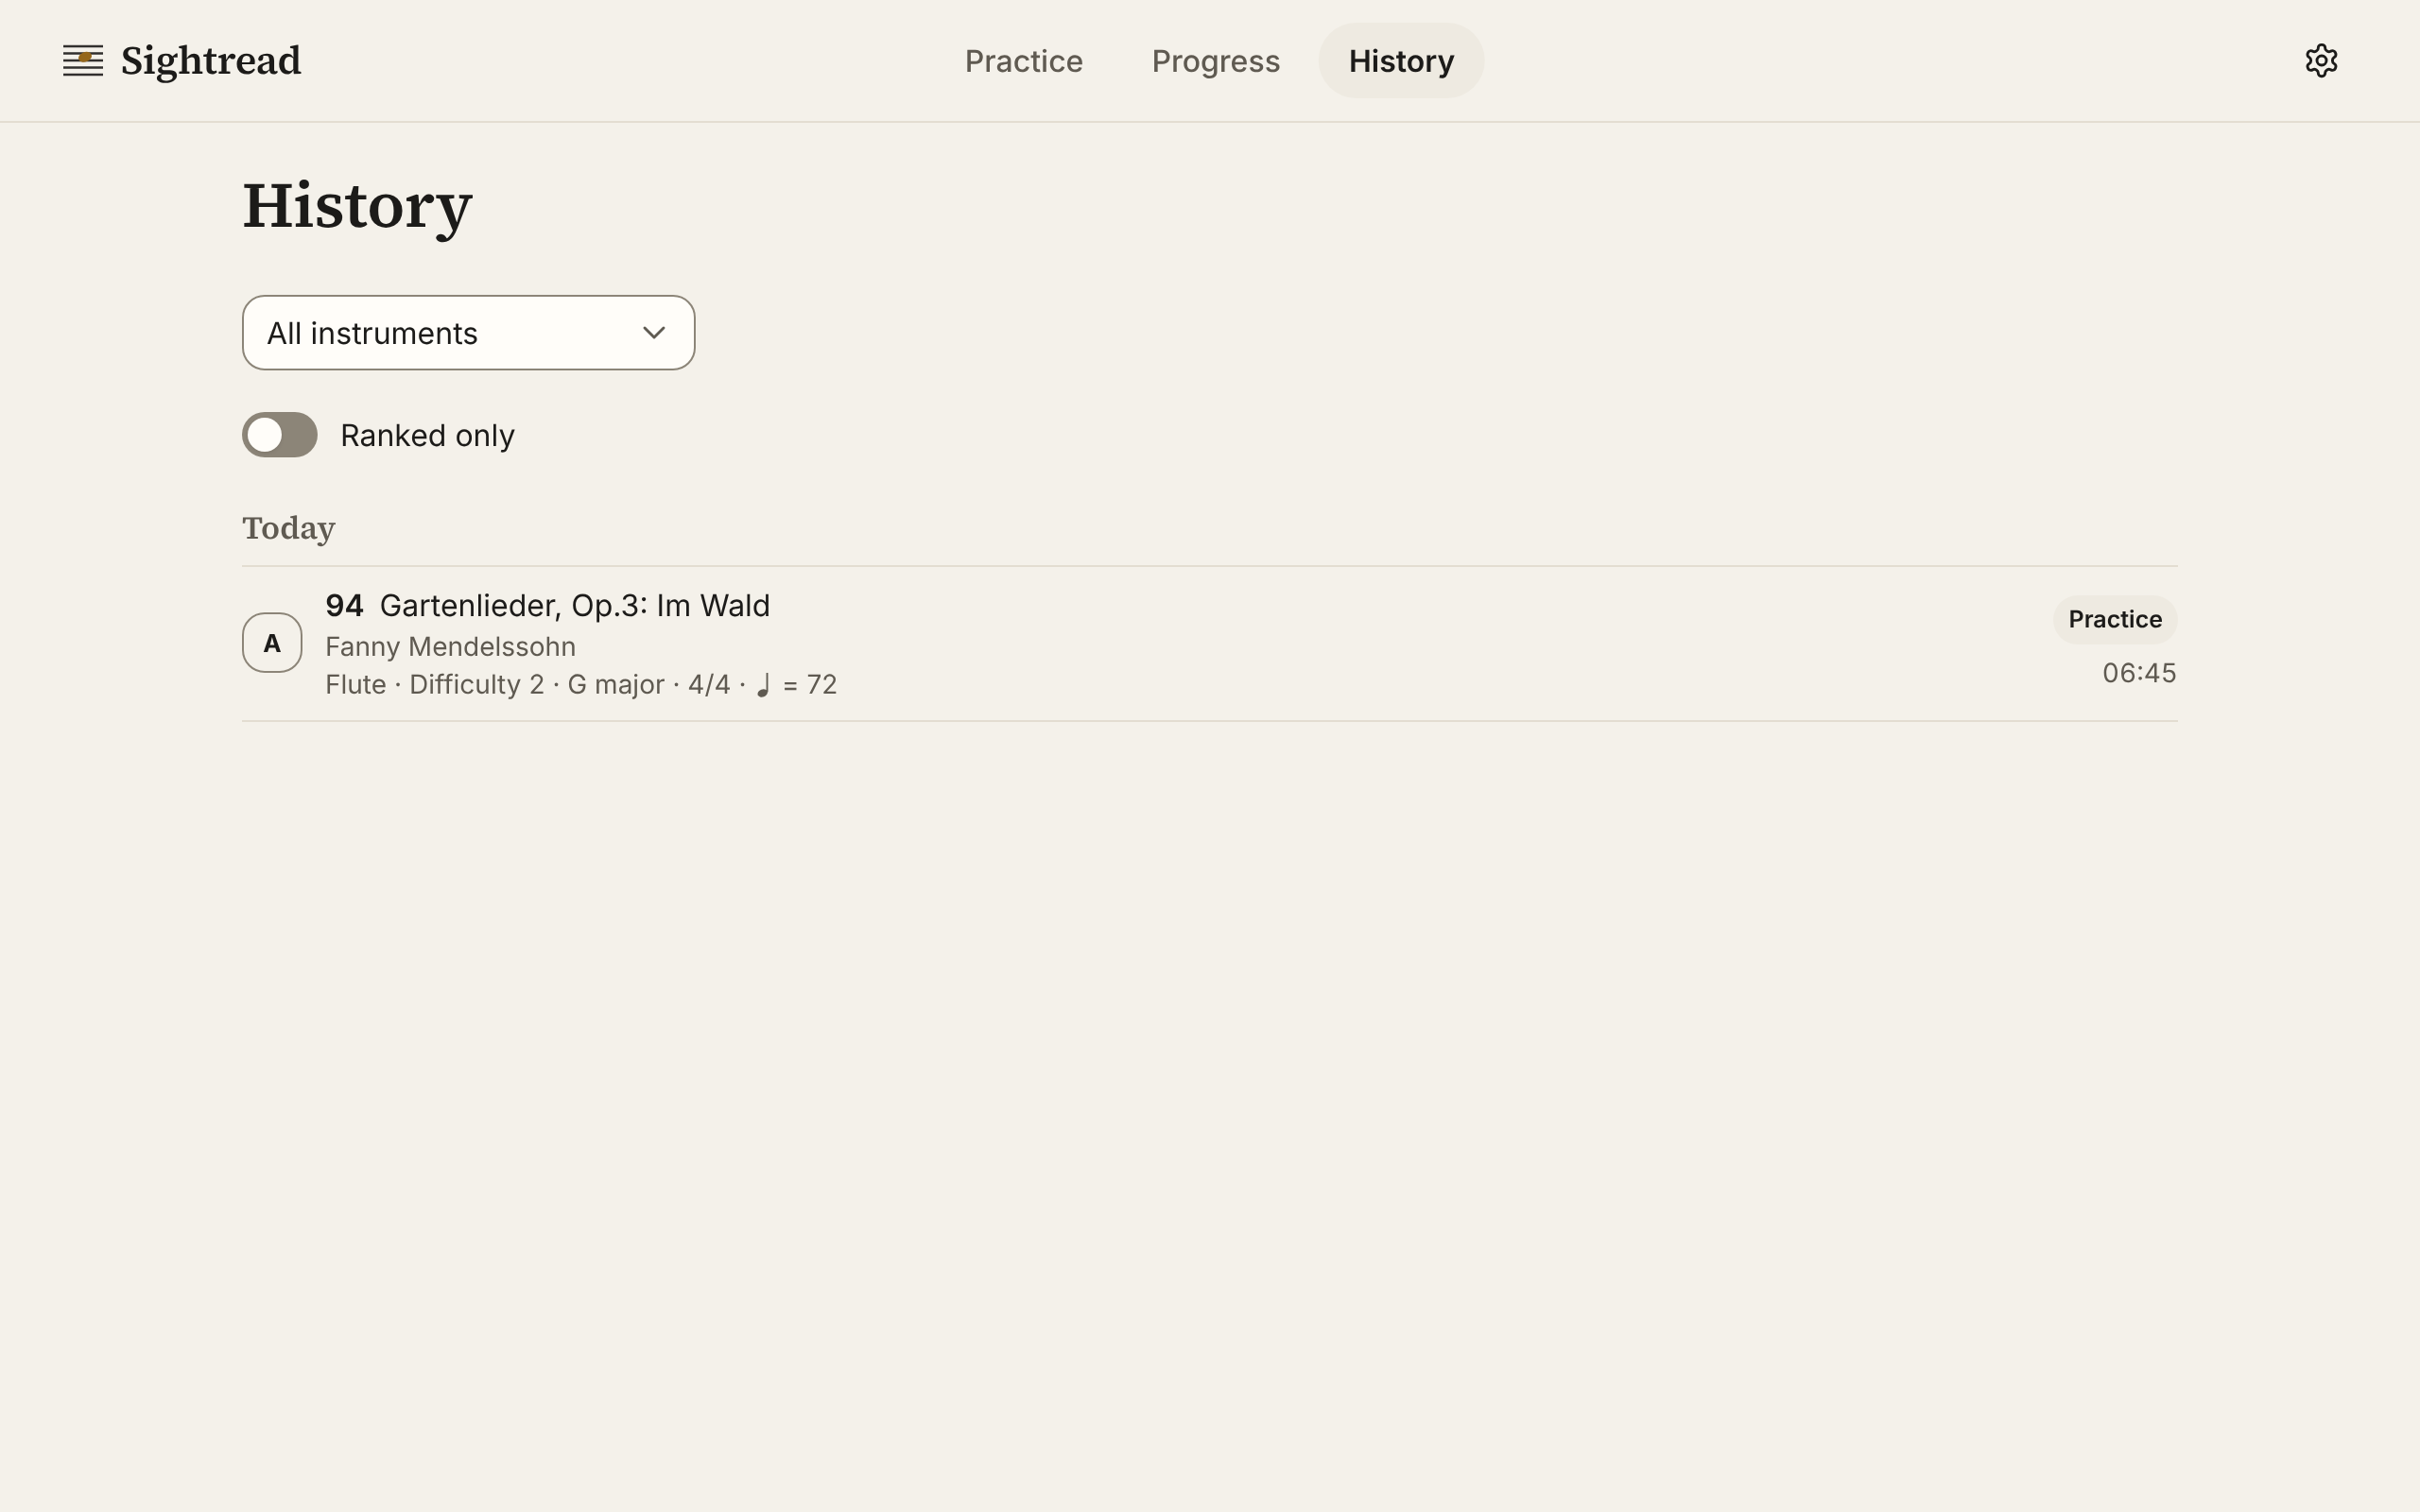 Sightread
Practice
Progress
History
History
All instruments
Ranked only
Today
A
94 Gartenlieder, Op.3: Im Wald
Fanny Mendelssohn
Flute · Difficulty 2 · G major · 4/4 · ♩ = 72
Practice
06:45